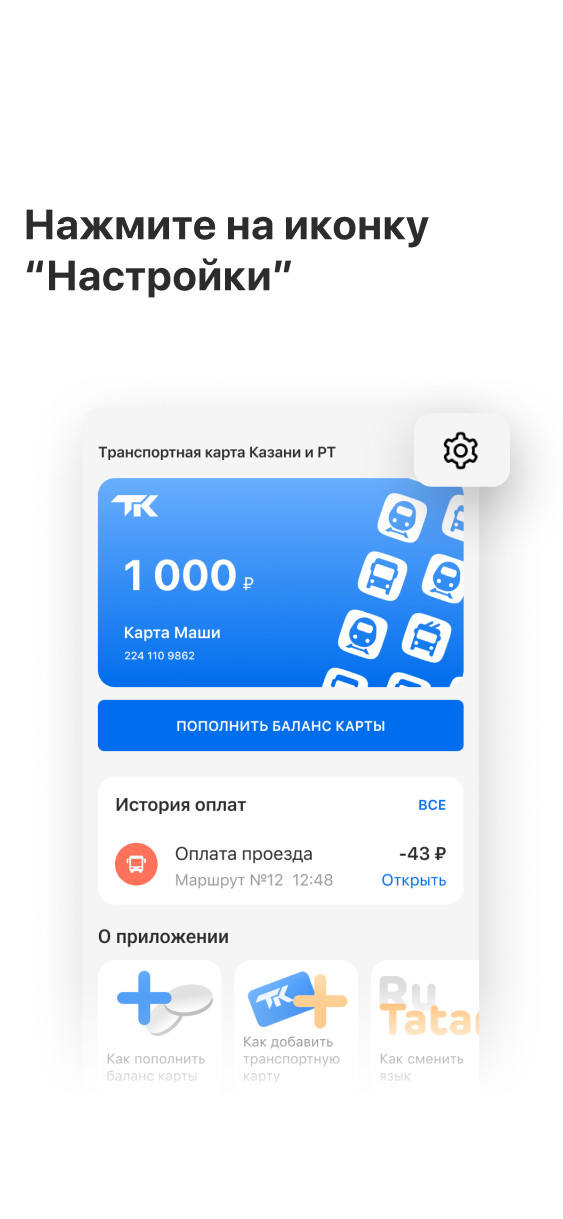 Нажмите на иконку
“Настройки”
Транспортная карта Казани и РТ
ТК
1 000 ₽
Карта Маши
224 110 9862
ПОПОЛНИТЬ БАЛАНС КАРТЫ
История оплат
ВСЕ
Оплата проезда
-43 ₽
Маршрут №12 12:48
Открыть
О приложении
Как пополнить
баланс карты
ТК
Как добавить
транспортную
карту
Ru
Tatar
Как сменить
язык